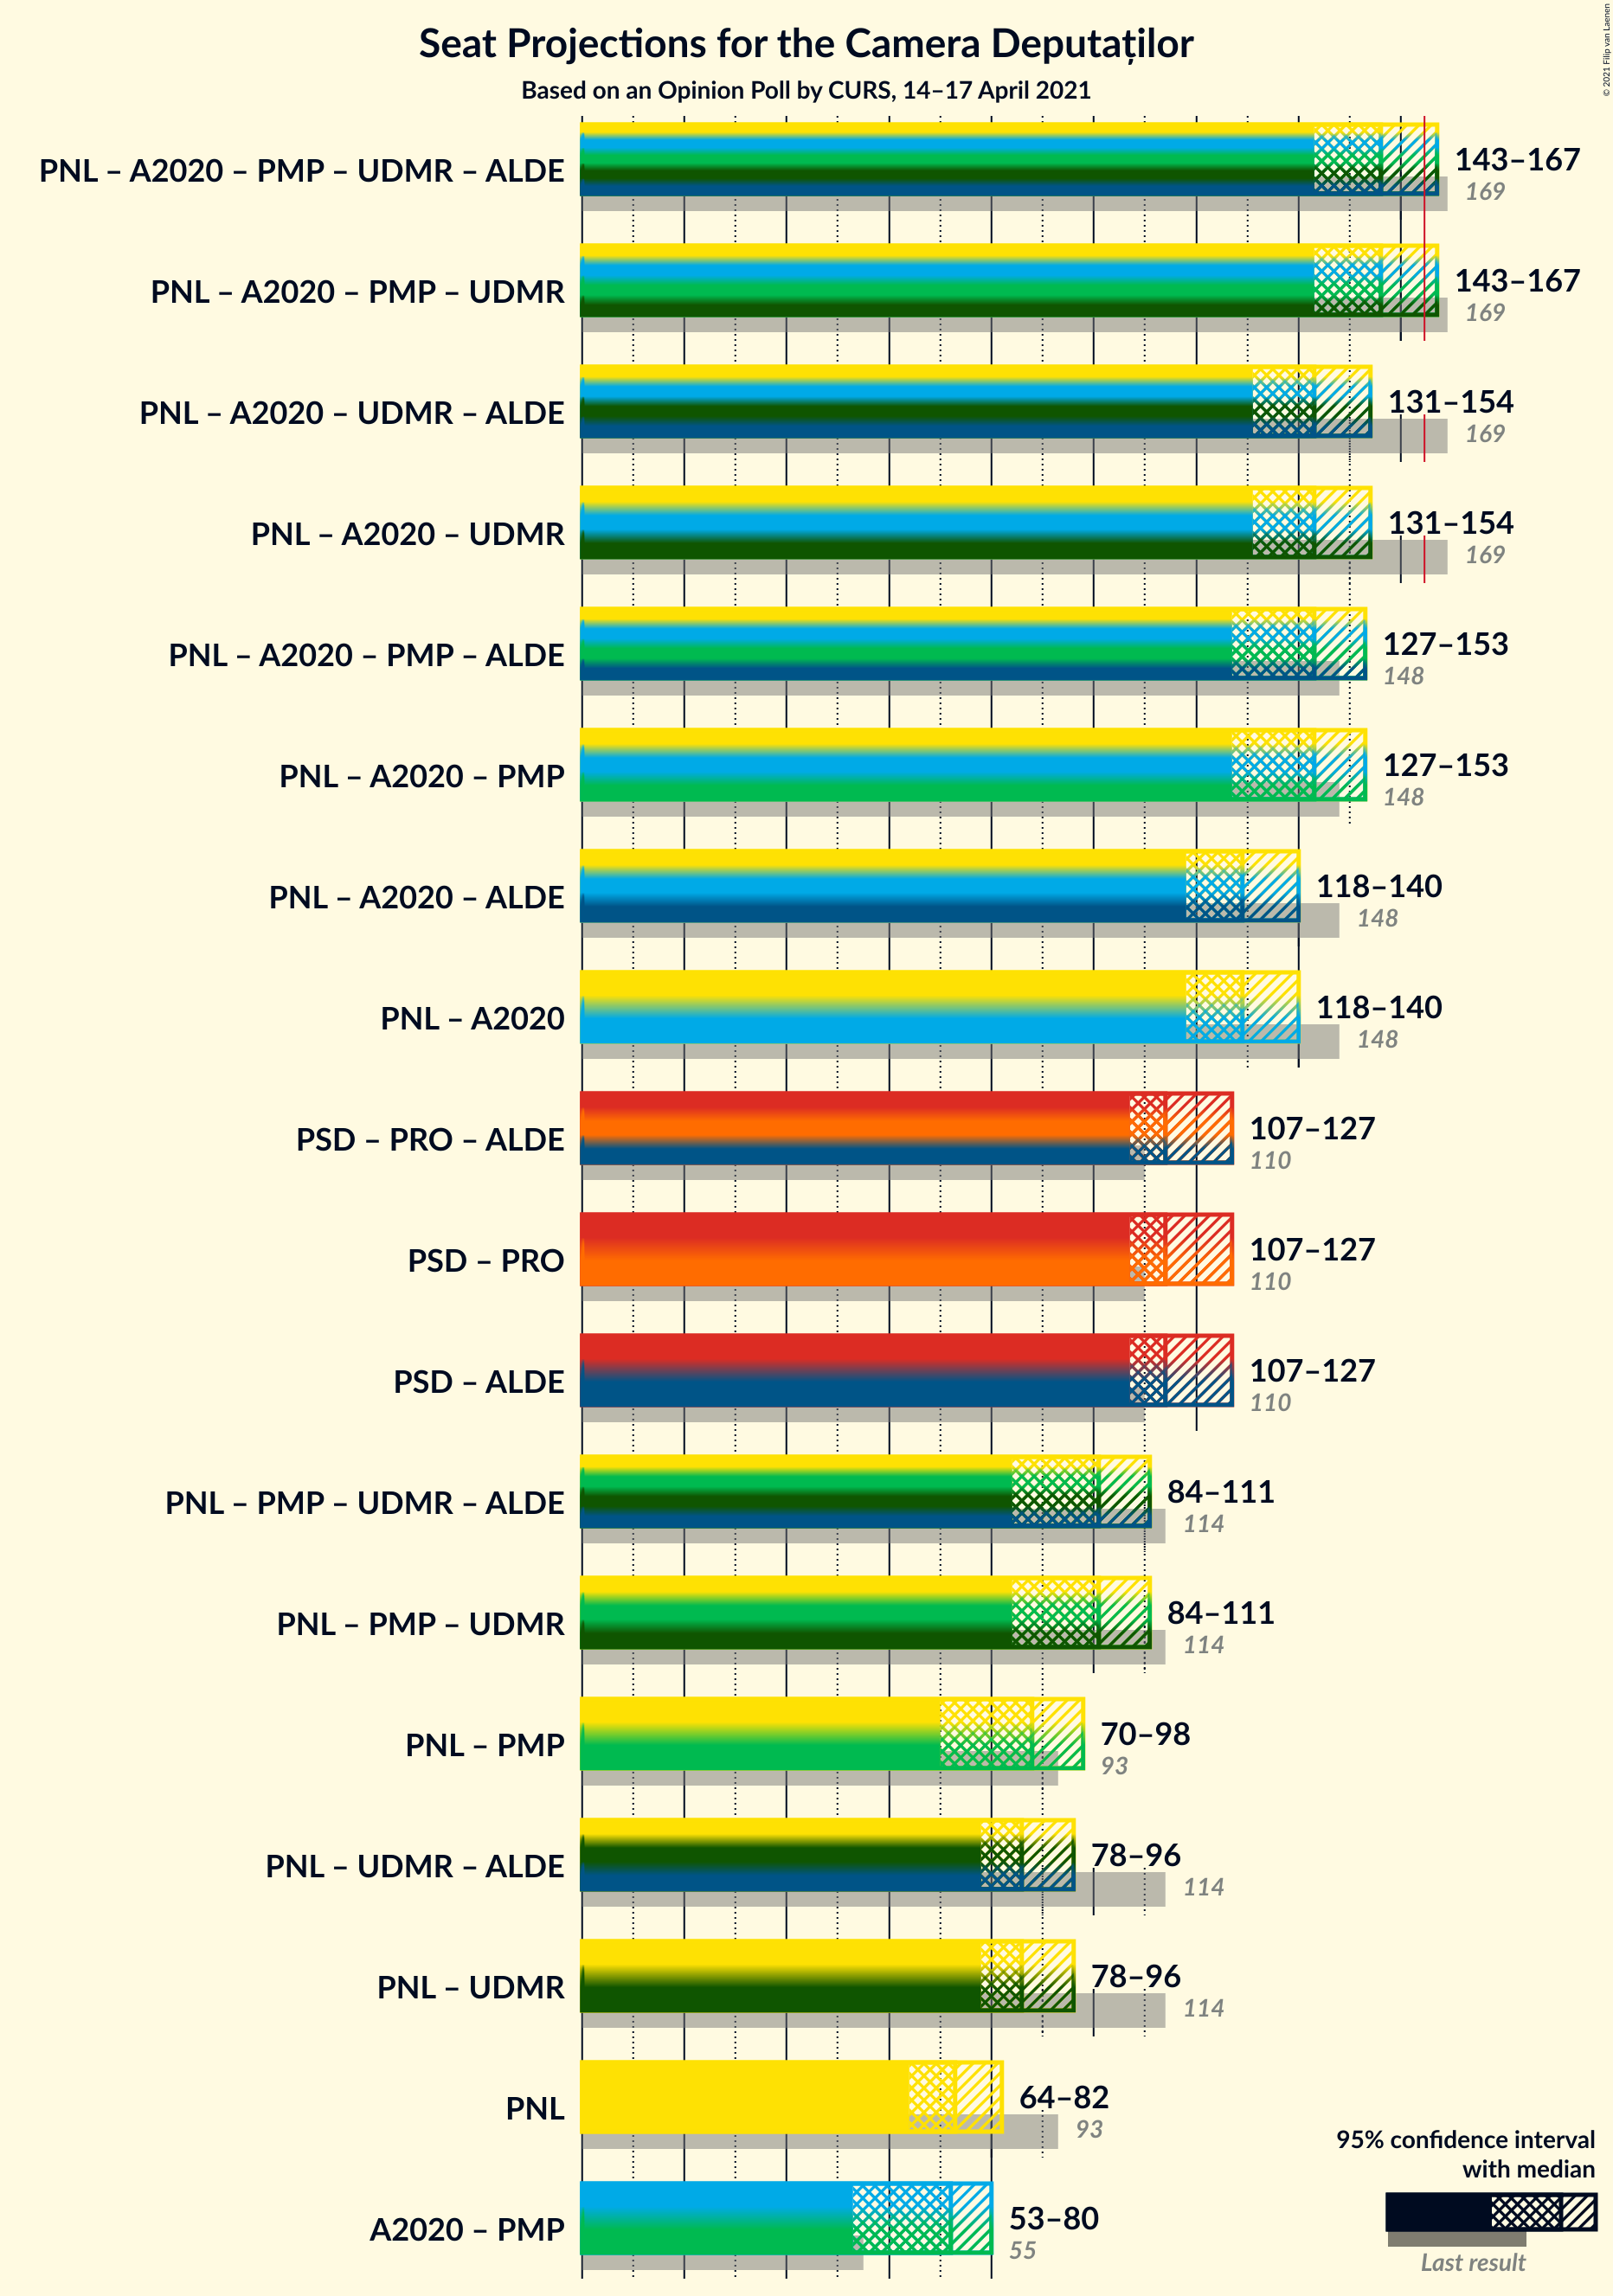 Seat Projections for the Camera Deputaților
Based on an Opinion Poll by CURS, 14–17 April 2021
© 2021 Filip van Laenen
PNL – A2020 – PMP – UDMR – ALDE
143–167
169
PNL – A2020 – PMP – UDMR
143–167
169
PNL – A2020 – UDMR – ALDE
131–154
169
PNL – A2020 – UDMR
131–154
169
PNL – A2020 – PMP – ALDE
127–153
148
PNL – A2020 – PMP
127–153
148
PNL – A2020 – ALDE
118–140
148
PNL – A2020
118–140
148
PSD – PRO – ALDE
107–127
110
PSD – PRO
107–127
110
PSD – ALDE
107–127
110
PNL – PMP – UDMR – ALDE
84–111
114
PNL – PMP – UDMR
84–111
114
PNL – PMP
70–98
93
PNL – UDMR – ALDE
78–96
114
PNL – UDMR
78–96
114
PNL
64–82
93
A2020 – PMP
53–80
55
95% confidence interval
with median
Last result